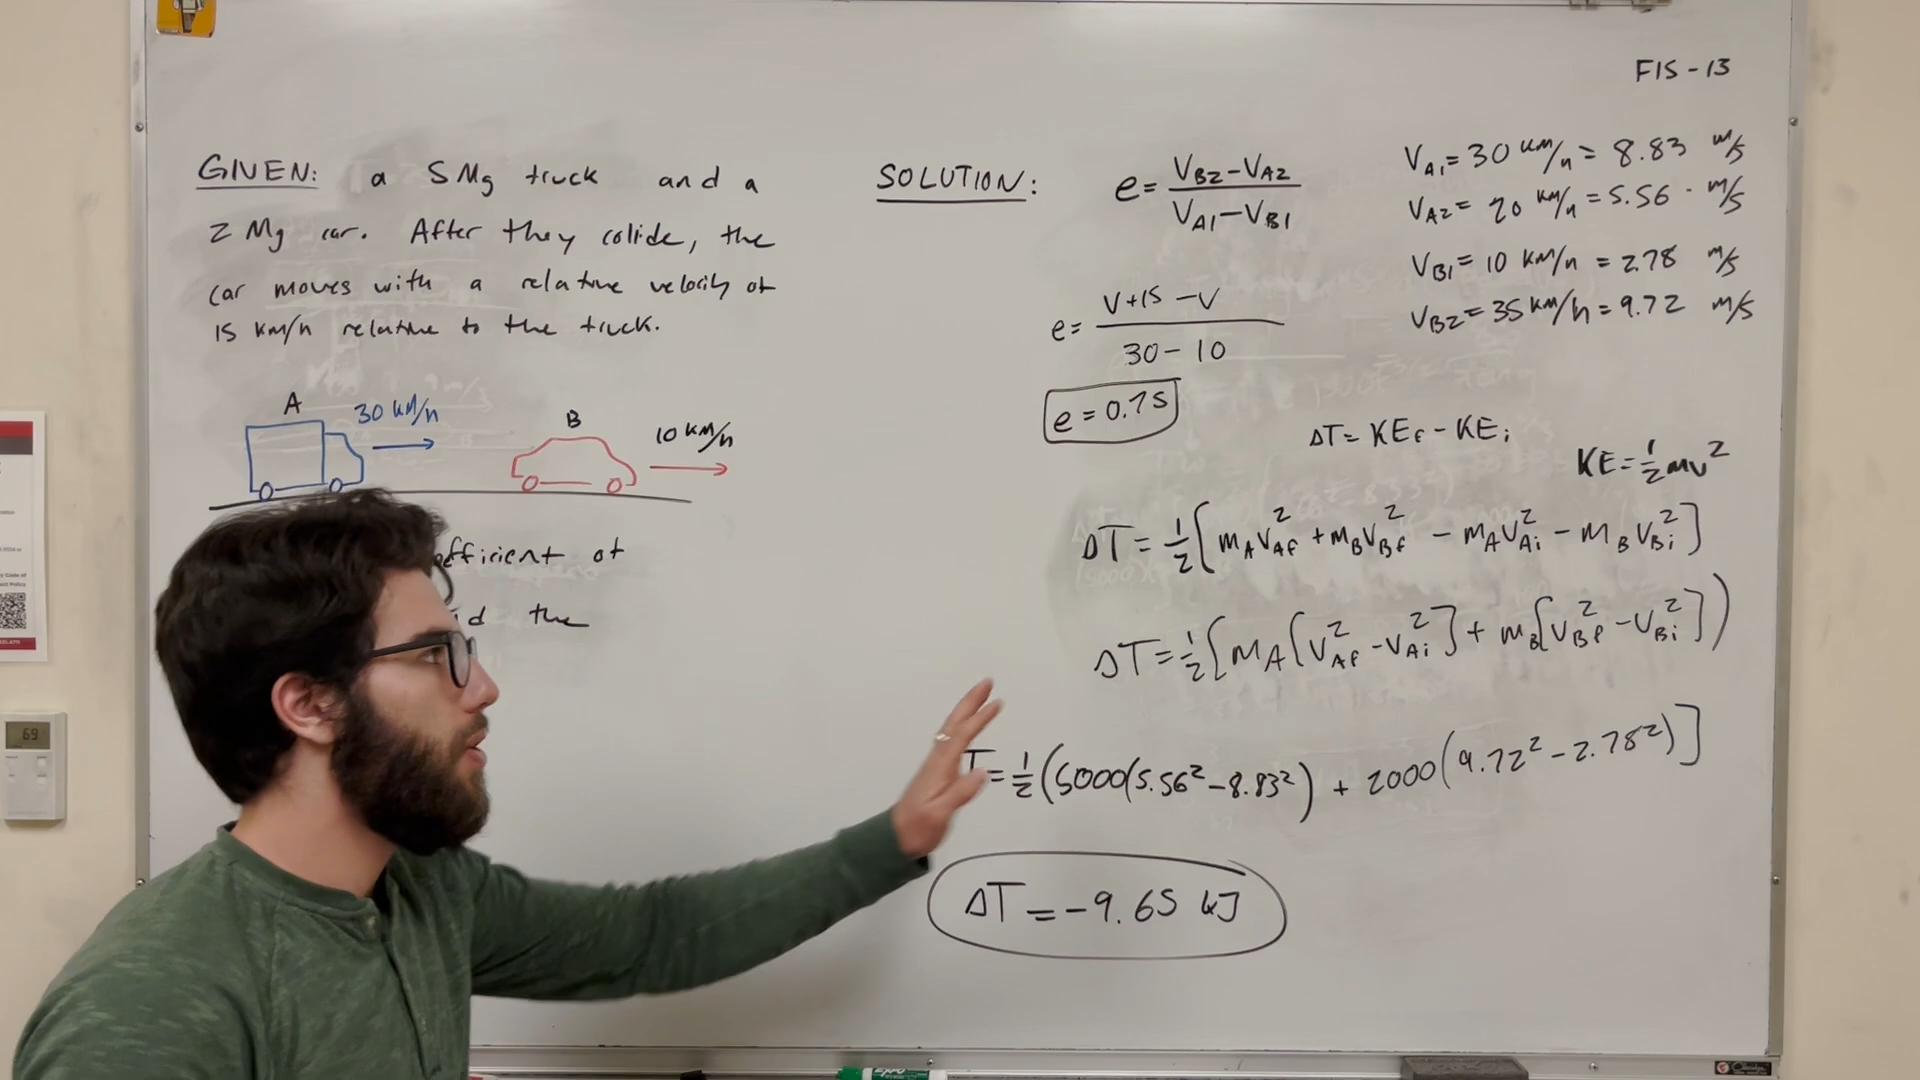 F15-13
GIVEN: a 5 Mg truck and a
2 Mg car. After they collide, the
car moves with a relative velocity of
15 km/h relative to the truck.
A
30 km/h
B
10 km/h
efficient of
id the
SOLUTION:
e = (V_B2 - V_A2) / (V_A1 - V_B1)
e = (V+15 - V) / (30 - 10)
e = 0.75
V_A1 = 30 km/h = 8.83 m/s
V_A2 = 20 km/h = 5.56 m/s
V_B1 = 10 km/h = 2.78 m/s
V_B2 = 35 km/h = 9.72 m/s
ΔT = KE_f - KE_i
KE = 1/2 mv²
ΔT = 1/2 [m_A V_Af² + m_B V_Bf² - m_A V_Ai² - m_B V_Bi²]
ΔT = 1/2 [m_A [V_Af² - V_Ai²] + m_B [V_Bf² - V_Bi²])
T = 1/2 (5000(5.56² - 8.83²) + 2000(9.72² - 2.78²)]
ΔT = -9.65 kJ
69
EXPO